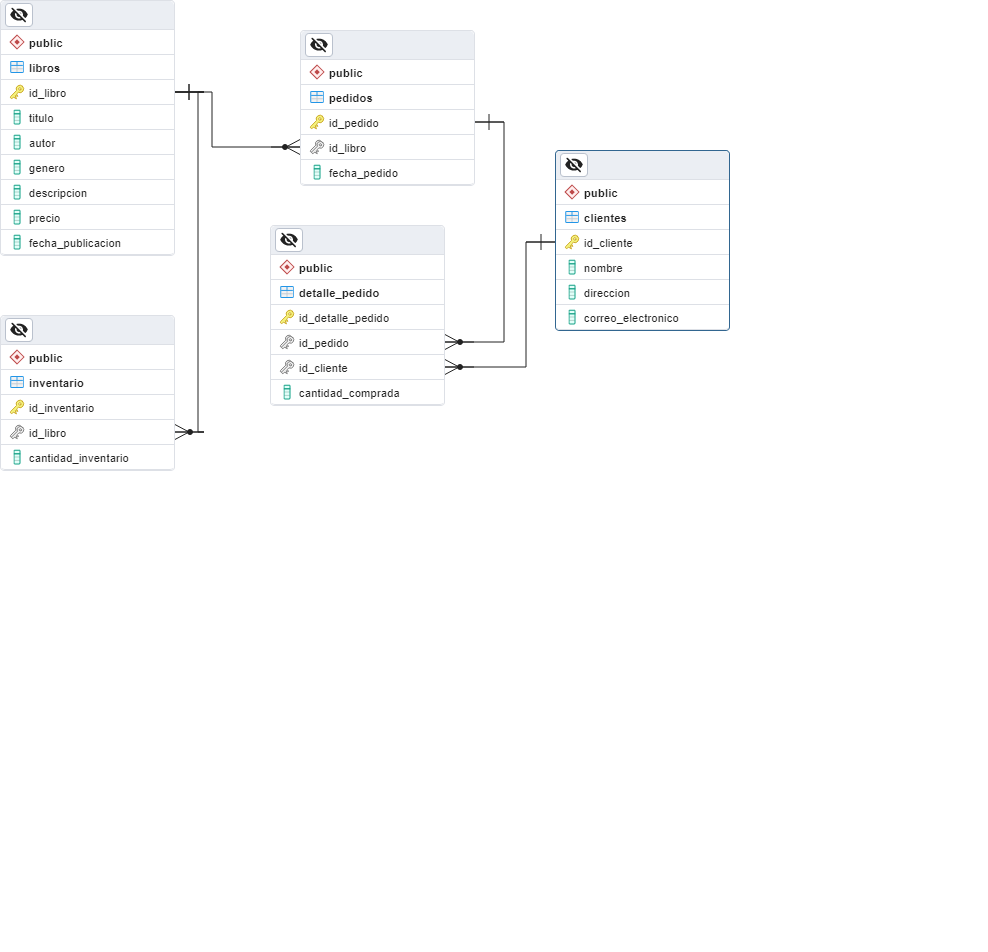 public
libros
id_libro
titulo
autor
genero
descripcion
precio
fecha_publicacion
public
pedidos
id_pedido
id_libro
fecha_pedido
public
clientes
id_cliente
nombre
direccion
correo_electronico
public
detalle_pedido
id_detalle_pedido
id_pedido
id_cliente
cantidad_comprada
public
inventario
id_inventario
id_libro
cantidad_inventario